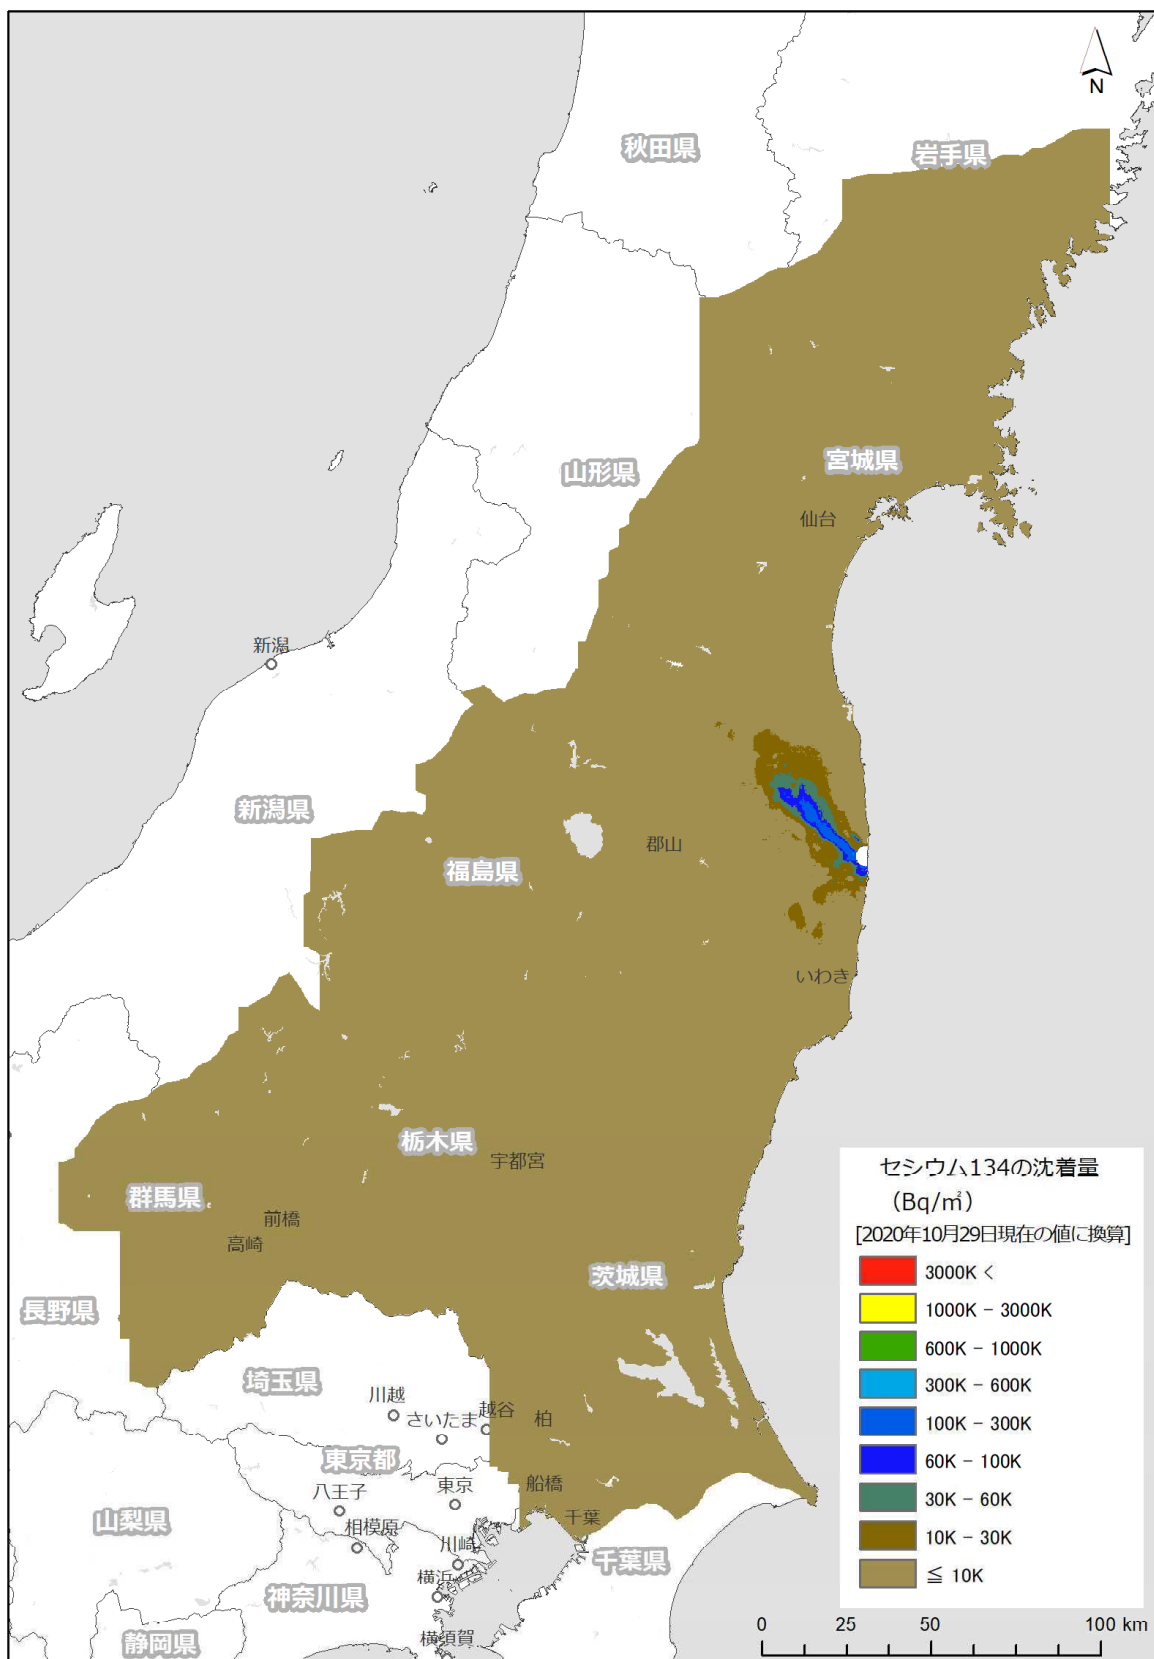 N
秋田県
岩手県
山形県
宮城県
仙台
新潟
新潟県
福島県
郡山
いわき
栃木県
宇都宮
群馬県
前橋
高崎
茨城県
長野県
埼玉県
川越
さいたま
越谷
柏
東京都
八王子
東京
船橋
千葉
山梨県
相模原
川崎
千葉県
横浜
神奈川県
静岡県
横須賀
セシウム134の沈着量
（Bq/㎡）
[2020年10月29日現在の値に換算]
3000K <
1000K - 3000K
600K - 1000K
300K - 600K
100K - 300K
60K - 100K
30K - 60K
10K - 30K
≦ 10K
0 25 50 100 km